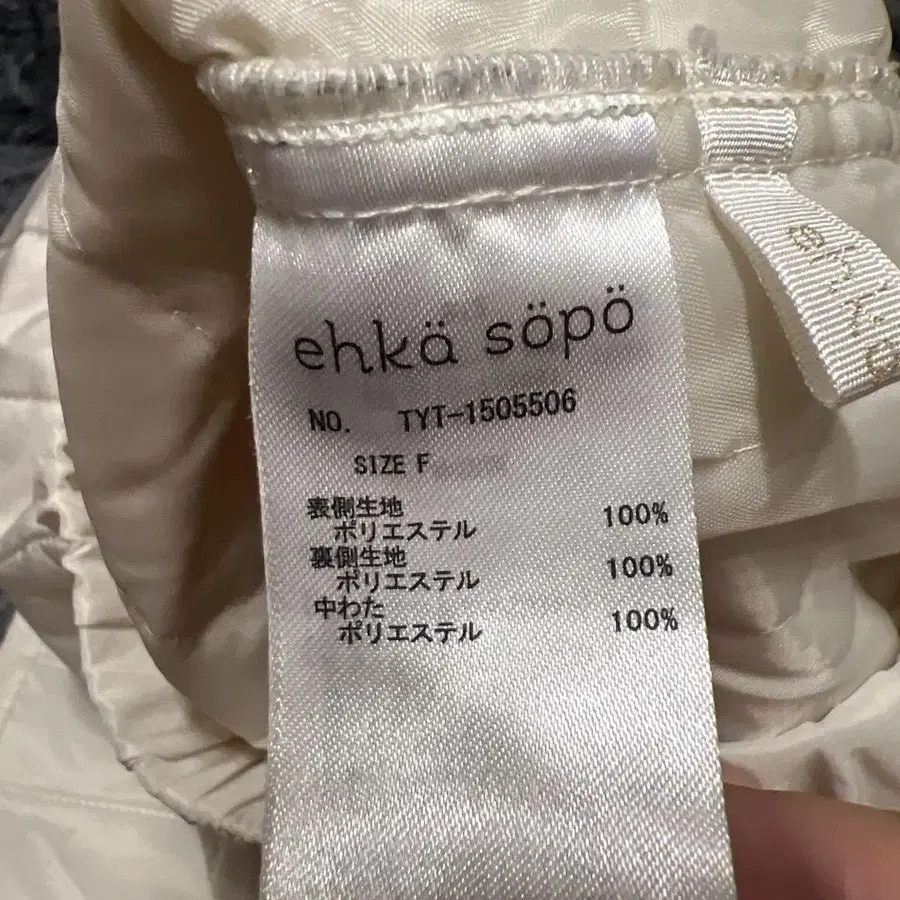 ehkä söpö
NO. TYT-1505506
SIZE F
表側生地
ポリエステル 100%
裏側生地
ポリエステル 100%
中わた
ポリエステル 100%